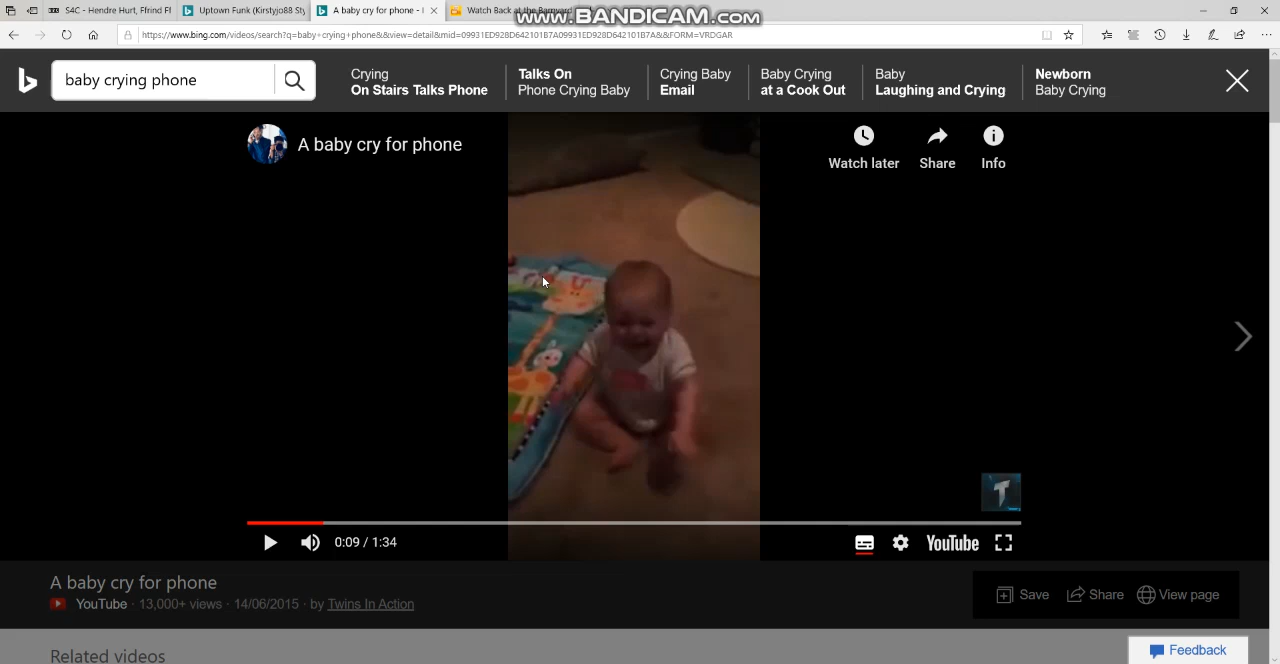 S4C - Hendre Hurt, Ffrind Ff
Uptown Funk (Kirstyjo88 Sty
A baby cry for phone - I
Watch Back at the Barnyard
www.BANDICAM.com
https://www.bing.com/videos/search?q=baby+crying+phone&&view=detail&mid=09931ED928D642101B7A09931ED928D642101B7A&&FORM=VRDGAR
baby crying phone
Crying
On Stairs Talks Phone
Talks On
Phone Crying Baby
Crying Baby
Email
Baby Crying
at a Cook Out
Baby
Laughing and Crying
Newborn
Baby Crying
A baby cry for phone
Watch later
Share
Info
T
0:09 / 1:34
YouTube
A baby cry for phone
YouTube · 13,000+ views · 14/06/2015 · by Twins In Action
Save
Share
View page
Related videos
Feedback